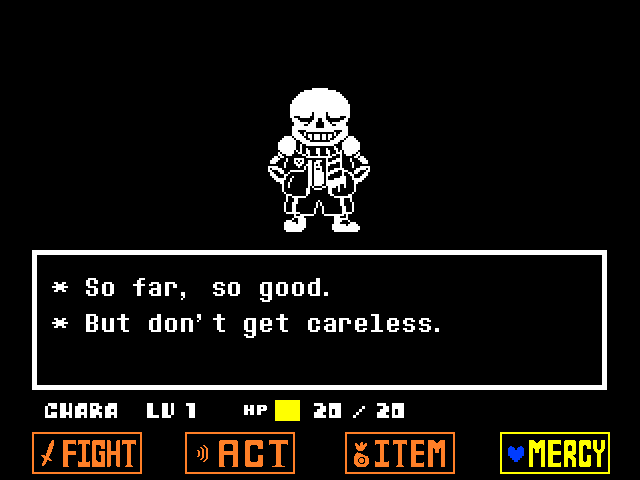 * So far, so good.
* But don't get careless.
CHARA LV 1 HP 20 / 20
FIGHT ACT ITEM MERCY